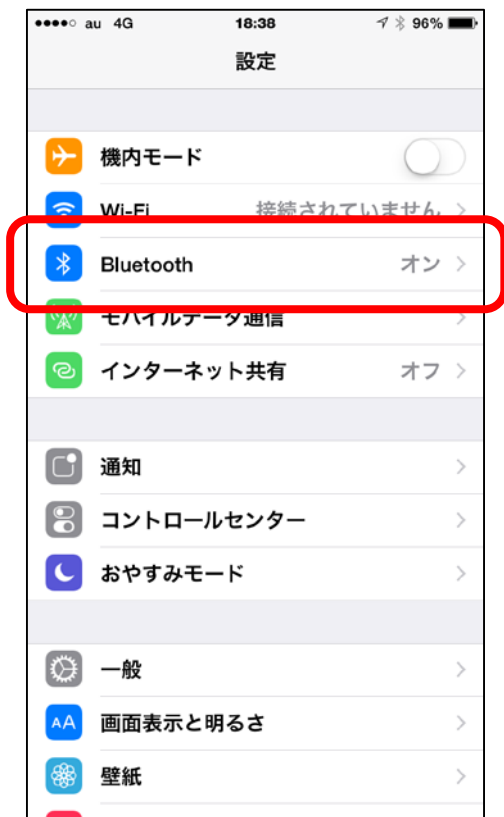 au 4G 18:38 96%
設定
機内モード
Wi-Fi 接続されていません
Bluetooth オン
モバイルデータ通信
インターネット共有 オフ
通知
コントロールセンター
おやすみモード
一般
AA 画面表示と明るさ
壁紙